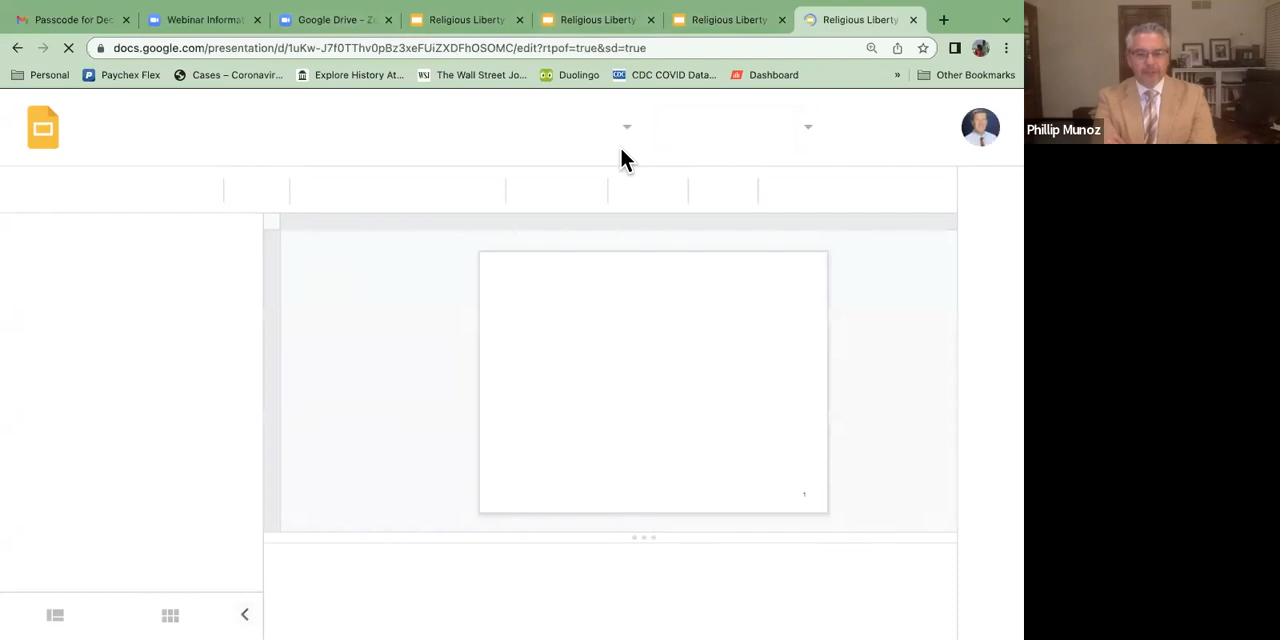 Passcode for Dec
Webinar Informat
Google Drive – Zo
Religious Liberty
Religious Liberty
Religious Liberty
Religious Liberty
docs.google.com/presentation/d/1uKw-J7f0TThv0pBz3xeFUiZXDFhOSOMC/edit?rtpof=true&sd=true
Personal
Paychex Flex
Cases – Coronavir...
Explore History At...
WSJ
The Wall Street Jo...
Duolingo
CDC
CDC COVID Data...
Dashboard
»
Other Bookmarks
Phillip Munoz
1